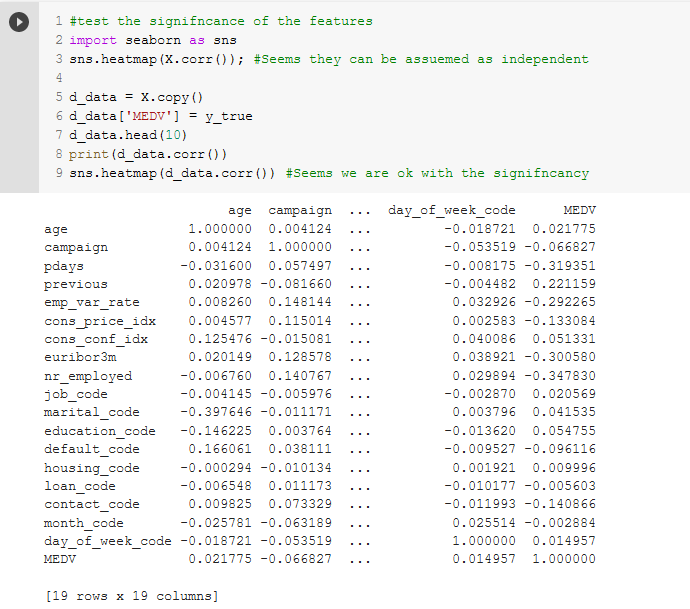 1 #test the signifncance of the features
2 import seaborn as sns
3 sns.heatmap(X.corr()); #Seems they can be assuemed as independent
4
5 d_data = X.copy()
6 d_data['MEDV'] = y_true
7 d_data.head(10)
8 print(d_data.corr())
9 sns.heatmap(d_data.corr()) #Seems we are ok with the signifncancy
age campaign ... day_of_week_code MEDV
age 1.000000 0.004124 ... -0.018721 0.021775
campaign 0.004124 1.000000 ... -0.053519 -0.066827
pdays -0.031600 0.057497 ... -0.008175 -0.319351
previous 0.020978 -0.081660 ... -0.004482 0.221159
emp_var_rate 0.008260 0.148144 ... 0.032926 -0.292265
cons_price_idx 0.004577 0.115014 ... 0.002583 -0.133084
cons_conf_idx 0.125476 -0.015081 ... 0.040086 0.051331
euribor3m 0.020149 0.128578 ... 0.038921 -0.300580
nr_employed -0.006760 0.140767 ... 0.029894 -0.347830
job_code -0.004145 -0.005976 ... -0.002870 0.020569
marital_code -0.397646 -0.011171 ... 0.003796 0.041535
education_code -0.146225 0.003764 ... -0.013620 0.054755
default_code 0.166061 0.038111 ... -0.009527 -0.096116
housing_code -0.000294 -0.010134 ... 0.001921 0.009996
loan_code -0.006548 0.011173 ... -0.010177 -0.005603
contact_code 0.009825 0.073329 ... -0.011993 -0.140866
month_code -0.025781 -0.063189 ... 0.025514 -0.002884
day_of_week_code -0.018721 -0.053519 ... 1.000000 0.014957
MEDV 0.021775 -0.066827 ... 0.014957 1.000000
[19 rows x 19 columns]